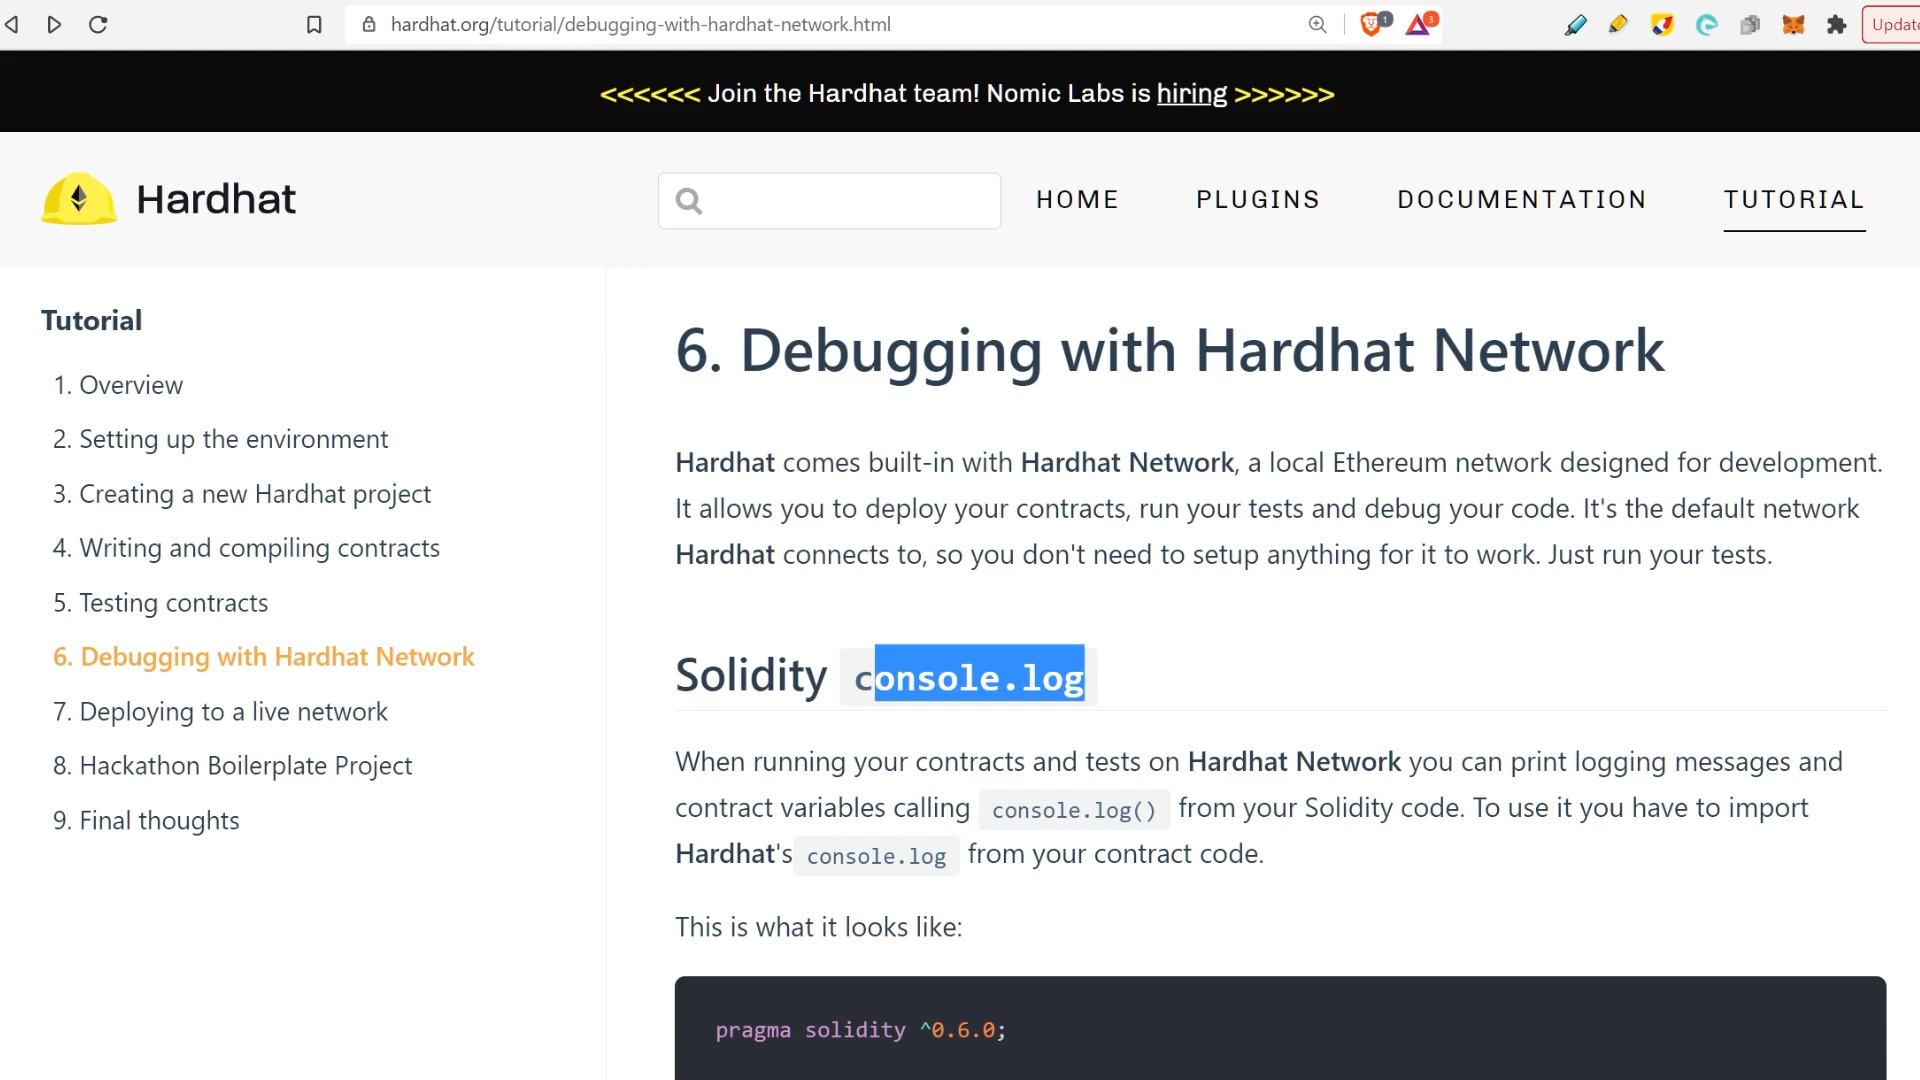 hardhat.org/tutorial/debugging-with-hardhat-network.html
1
3
Update
<<<<<< Join the Hardhat team! Nomic Labs is hiring >>>>>>
Hardhat
HOME
PLUGINS
DOCUMENTATION
TUTORIAL
Tutorial
1. Overview
2. Setting up the environment
3. Creating a new Hardhat project
4. Writing and compiling contracts
5. Testing contracts
6. Debugging with Hardhat Network
7. Deploying to a live network
8. Hackathon Boilerplate Project
9. Final thoughts
6. Debugging with Hardhat Network
Hardhat comes built-in with Hardhat Network, a local Ethereum network designed for development.
It allows you to deploy your contracts, run your tests and debug your code. It's the default network
Hardhat connects to, so you don't need to setup anything for it to work. Just run your tests.
Solidity console.log
When running your contracts and tests on Hardhat Network you can print logging messages and
contract variables calling console.log() from your Solidity code. To use it you have to import
Hardhat's console.log from your contract code.
This is what it looks like:
pragma solidity ^0.6.0;